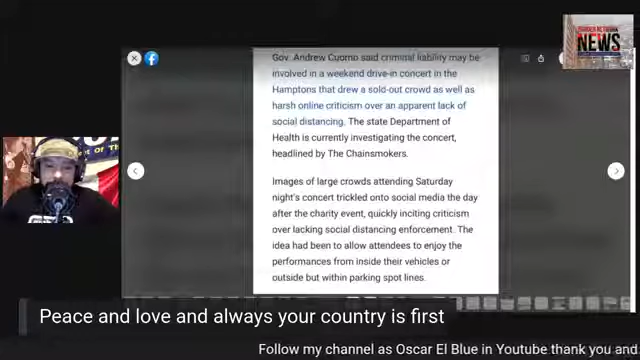 NEWS
Gov. Andrew Cuomo said criminal liability may be
involved in a weekend drive-in concert in the
Hamptons that drew a sold-out crowd as well as
harsh online criticism over an apparent lack of
social distancing. The state Department of
Health is currently investigating the concert,
headlined by The Chainsmokers.
Images of large crowds attending Saturday
night's concert trickled onto social media the day
after the charity event, quickly inciting criticism
over lacking social distancing enforcement. The
idea had been to allow attendees to enjoy the
performances from inside their vehicles or
outside but within parking spot lines.
Peace and love and always your country is first
Follow my channel as Oscar El Blue in Youtube thank you and